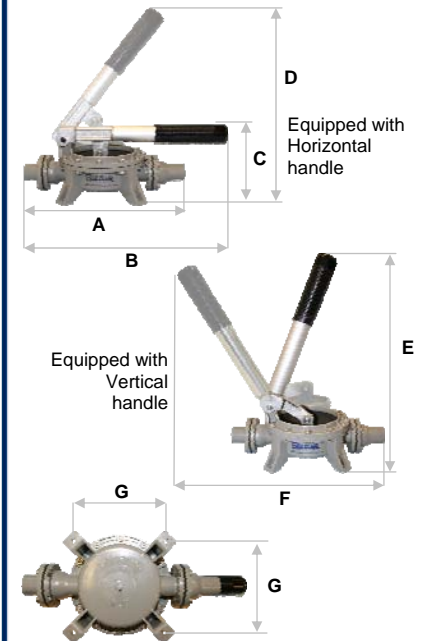 D
Equipped with
Horizontal
handle
C
A
B
E
Equipped with
Vertical
handle
F
G
G